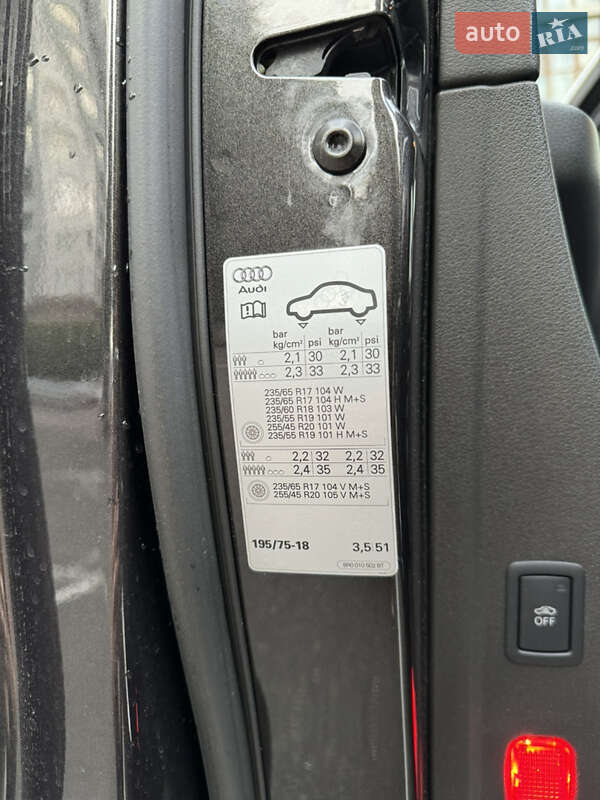 auto RIA.com
Audi
bar bar
kg/cm² psi kg/cm² psi
2,1 30 2,1 30
2,3 33 2,3 33
235/65 R17 104 W
235/65 R17 104 H M+S
235/60 R18 103 W
235/55 R19 101 W
255/45 R20 101 W
235/55 R19 101 H M+S
2,2 32 2,2 32
2,4 35 2,4 35
235/65 R17 104 V M+S
255/45 R20 105 V M+S
195/75-18 3,5 51
OFF